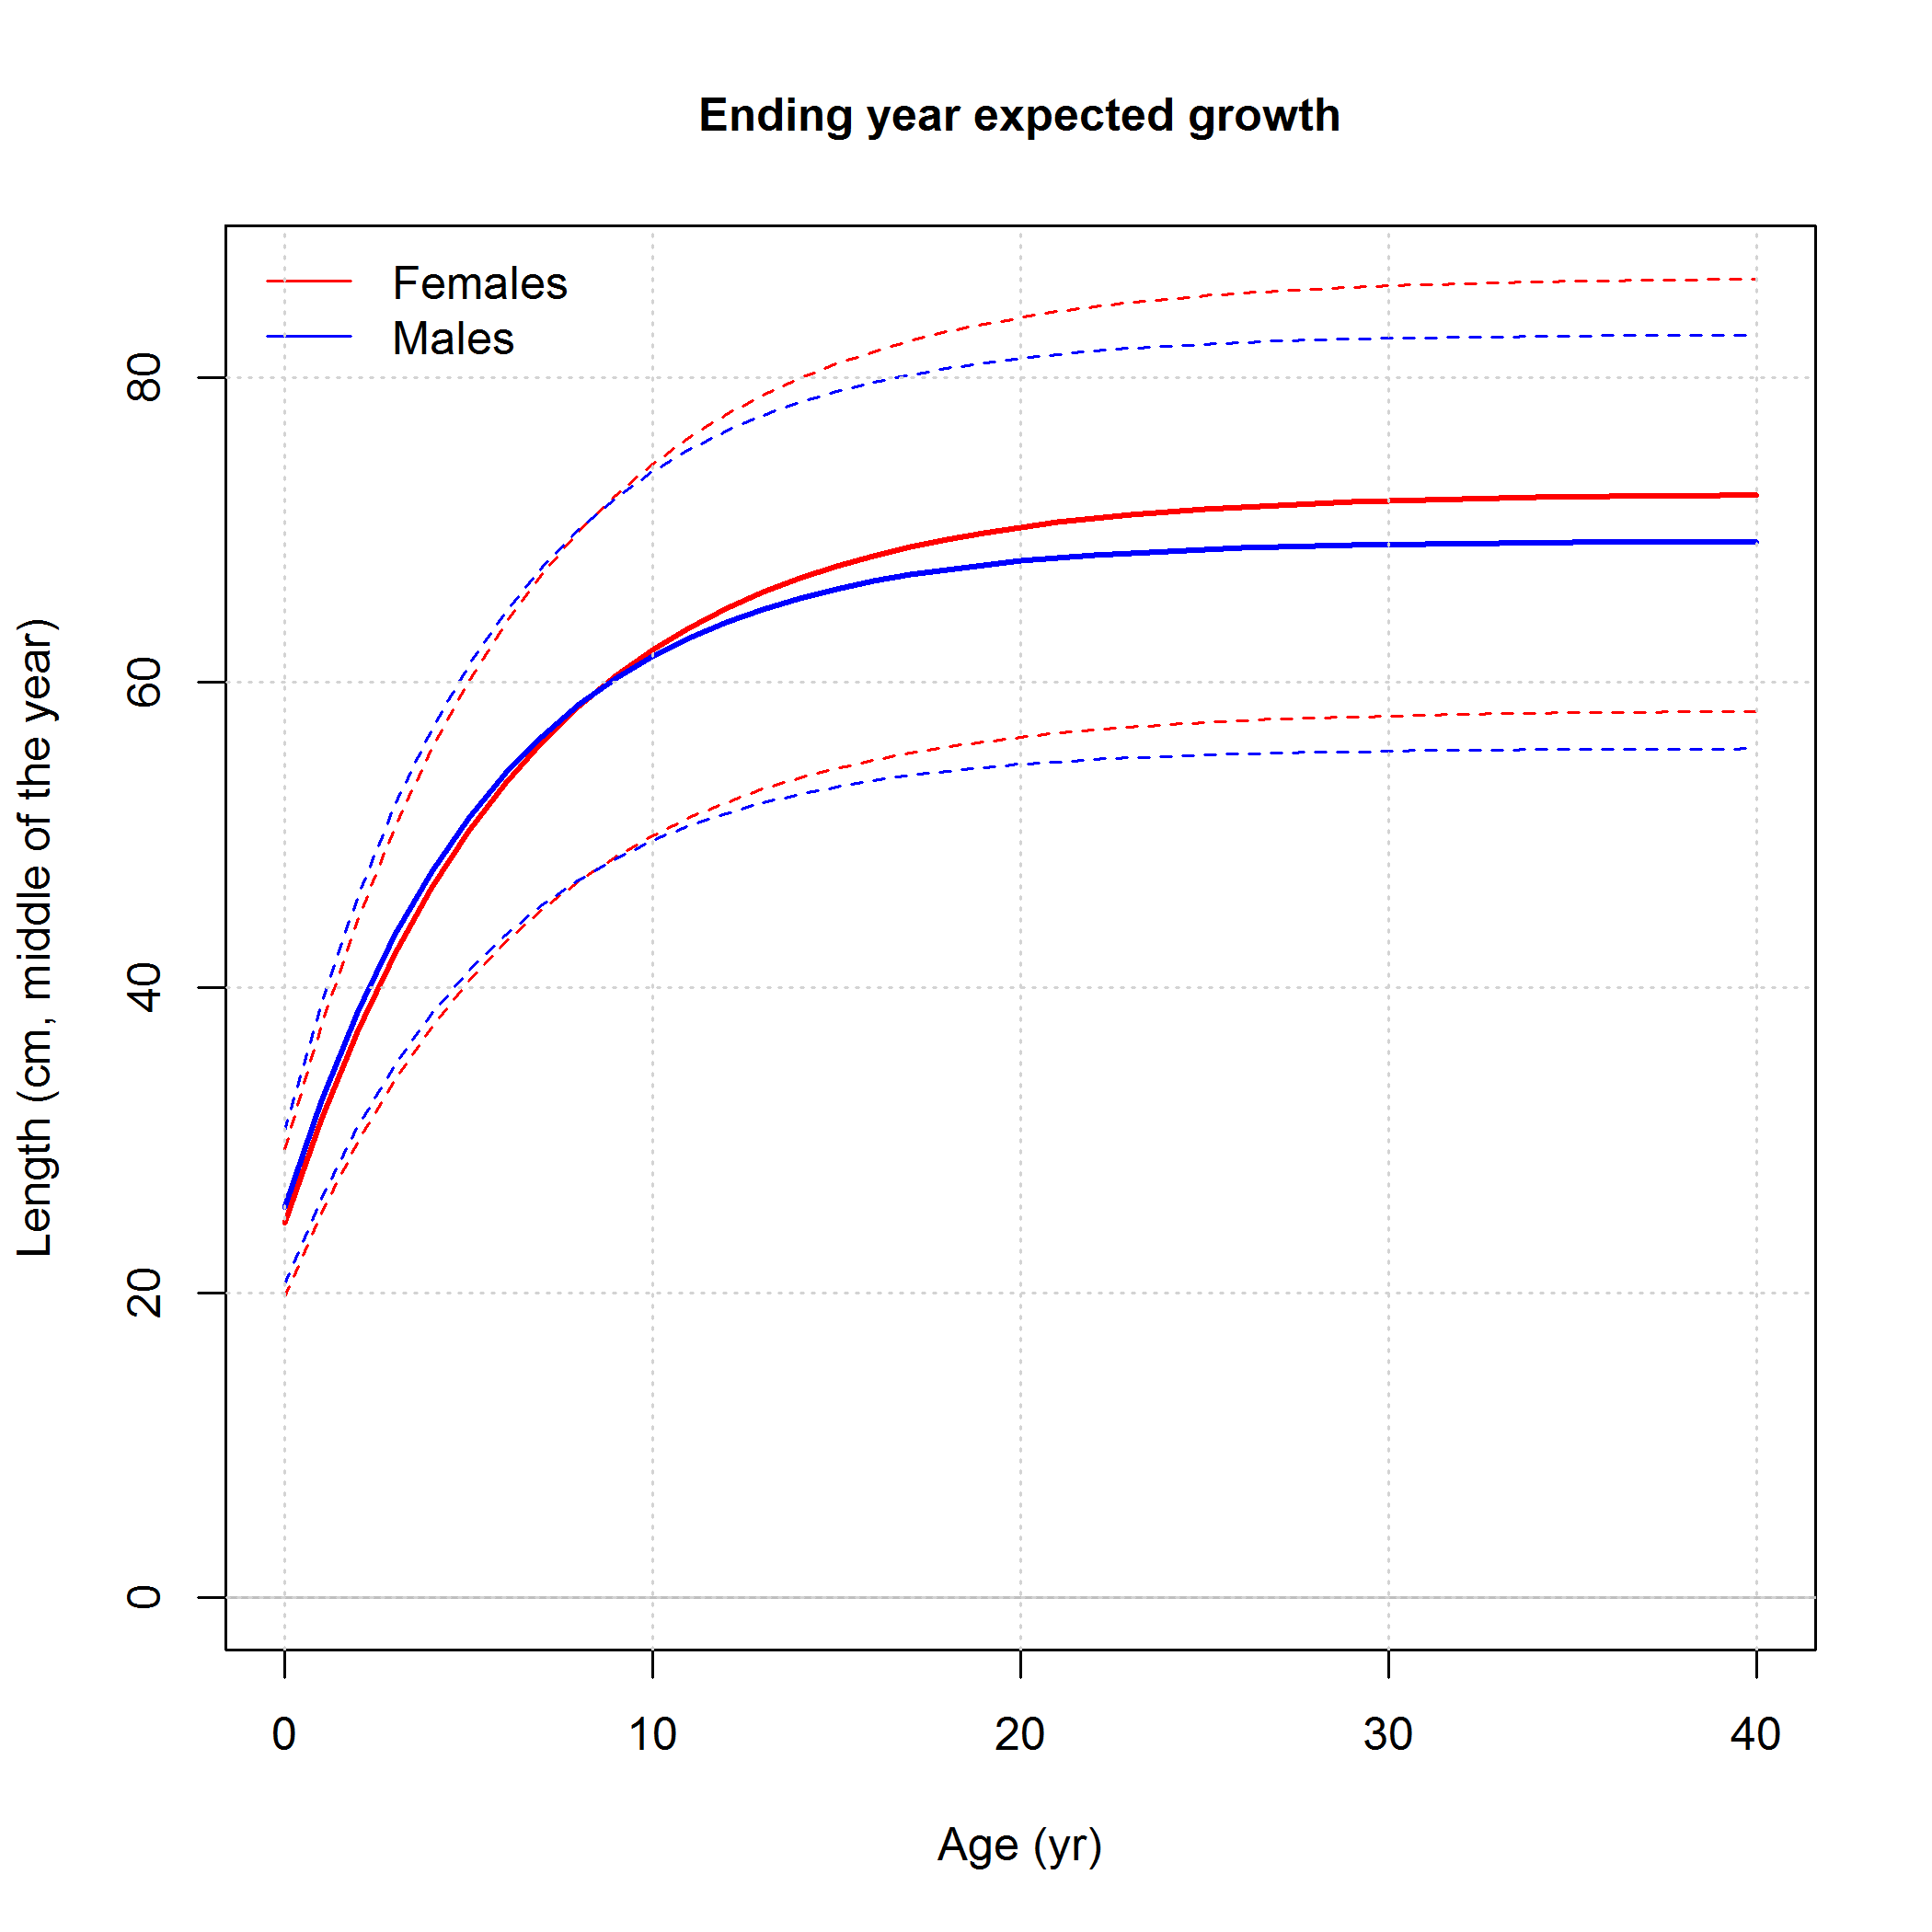 Ending year expected growth
Females
Males
Length (cm, middle of the year)
80
60
40
20
0
0 10 20 30 40
Age (yr)